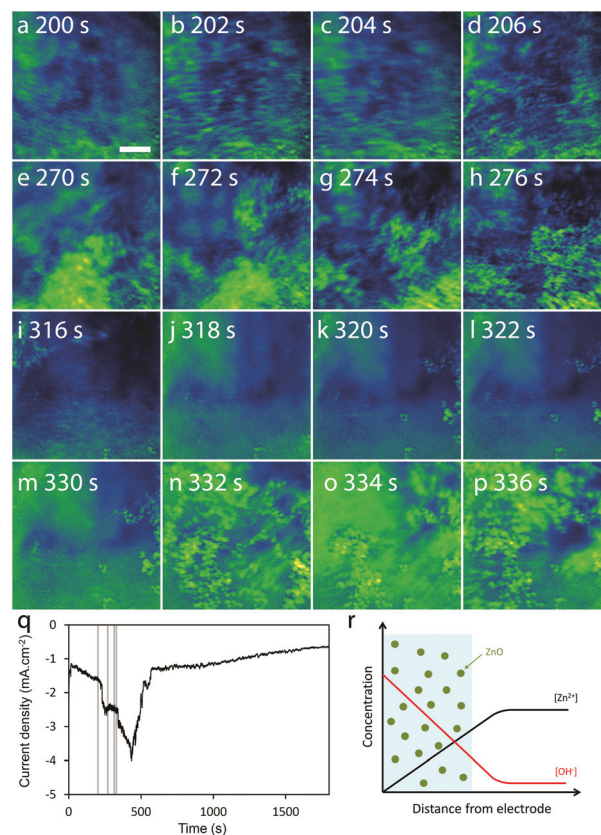 a 200 s
b 202 s
c 204 s
d 206 s
e 270 s
f 272 s
g 274 s
h 276 s
i 316 s
j 318 s
k 320 s
l 322 s
m 330 s
n 332 s
o 334 s
p 336 s
q
0
-1
-2
-3
-4
-5
Current density (mA.cm⁻²)
0
500
1000
1500
Time (s)
r
ZnO
[Zn²⁺]
[OH⁻]
Concentration
Distance from electrode